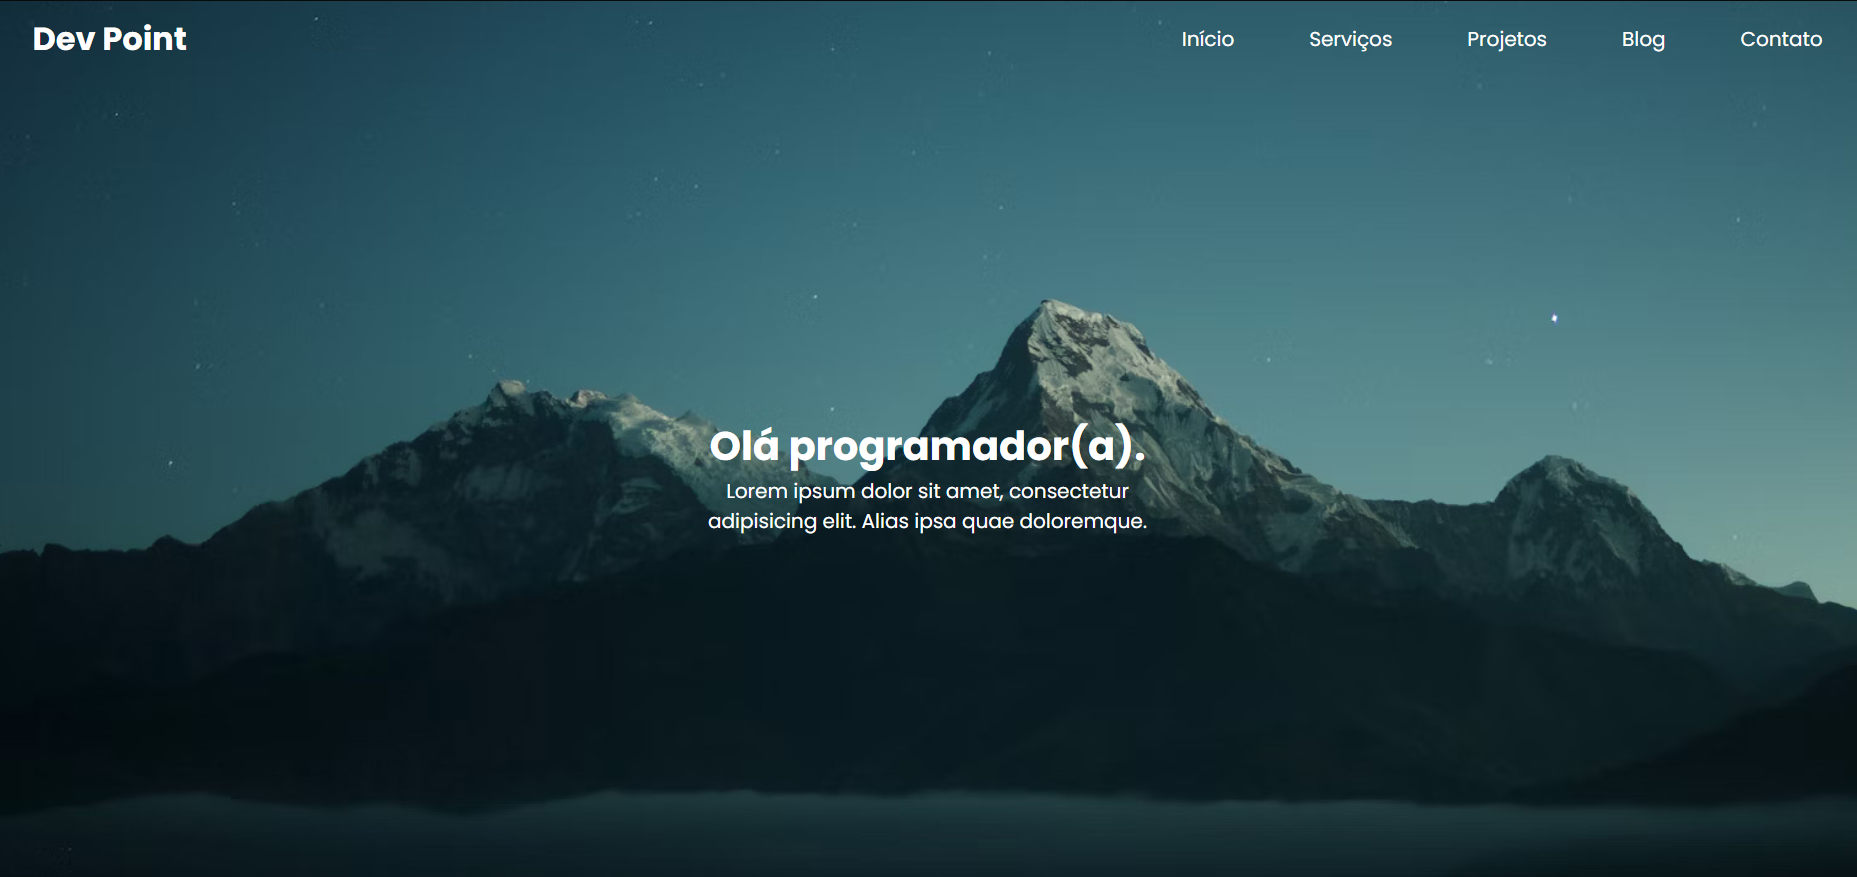 Dev Point
Início Serviços Projetos Blog Contato
Olá programador(a).
Lorem ipsum dolor sit amet, consectetur
adipisicing elit. Alias ipsa quae doloremque.